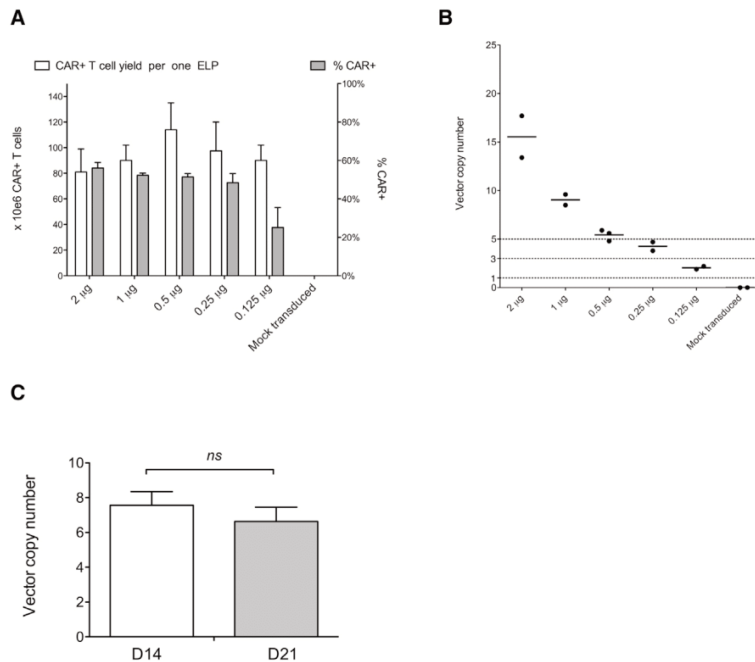 A
CAR+ T cell yield per one ELP
% CAR+
x 10e6 CAR+ T cells
140
120
100
80
60
40
20
0
100%
80%
60%
40%
20%
0%
% CAR+
2 µg
1 µg
0.5 µg
0.25 µg
0.125 µg
Mock transduced
B
Vector copy number
25
20
15
10
5
3
1
0
2 µg
1 µg
0.5 µg
0.25 µg
0.125 µg
Mock transduced
C
ns
Vector copy number
10
8
6
4
2
0
D14
D21